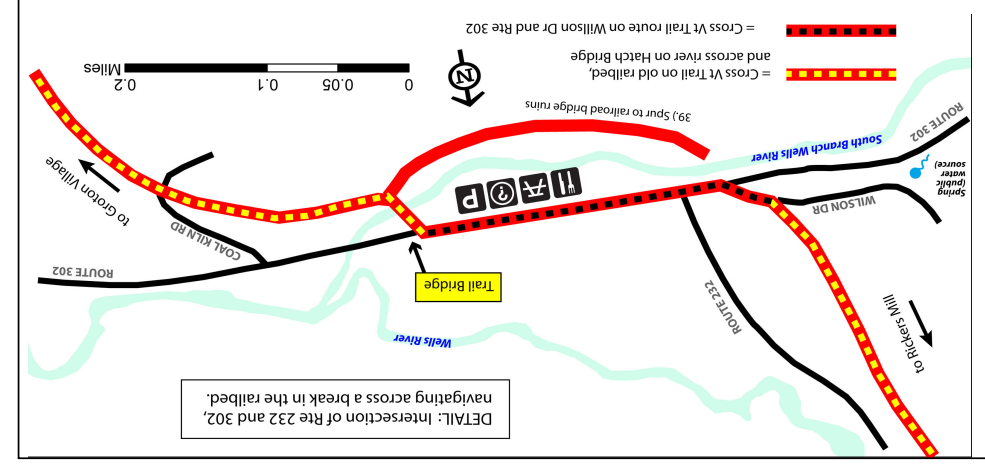 DETAIL: Intersection of Rte 232 and 302,
navigating across a break in the railbed.
to Rickers Mill
Wells River
ROUTE 232
Trail Bridge
ROUTE 302
WILSON DR
COAL KILN RD
Spring
(public
water
source)
P
?
to Groton Village
South Branch Wells River
ROUTE 302
39.) Spur to railroad bridge ruins
N
0
0.05
0.1
0.2
Miles
= Cross Vt Trail on old railbed,
and across river on Hatch Bridge
= Cross Vt Trail route on Willson Dr and Rte 302